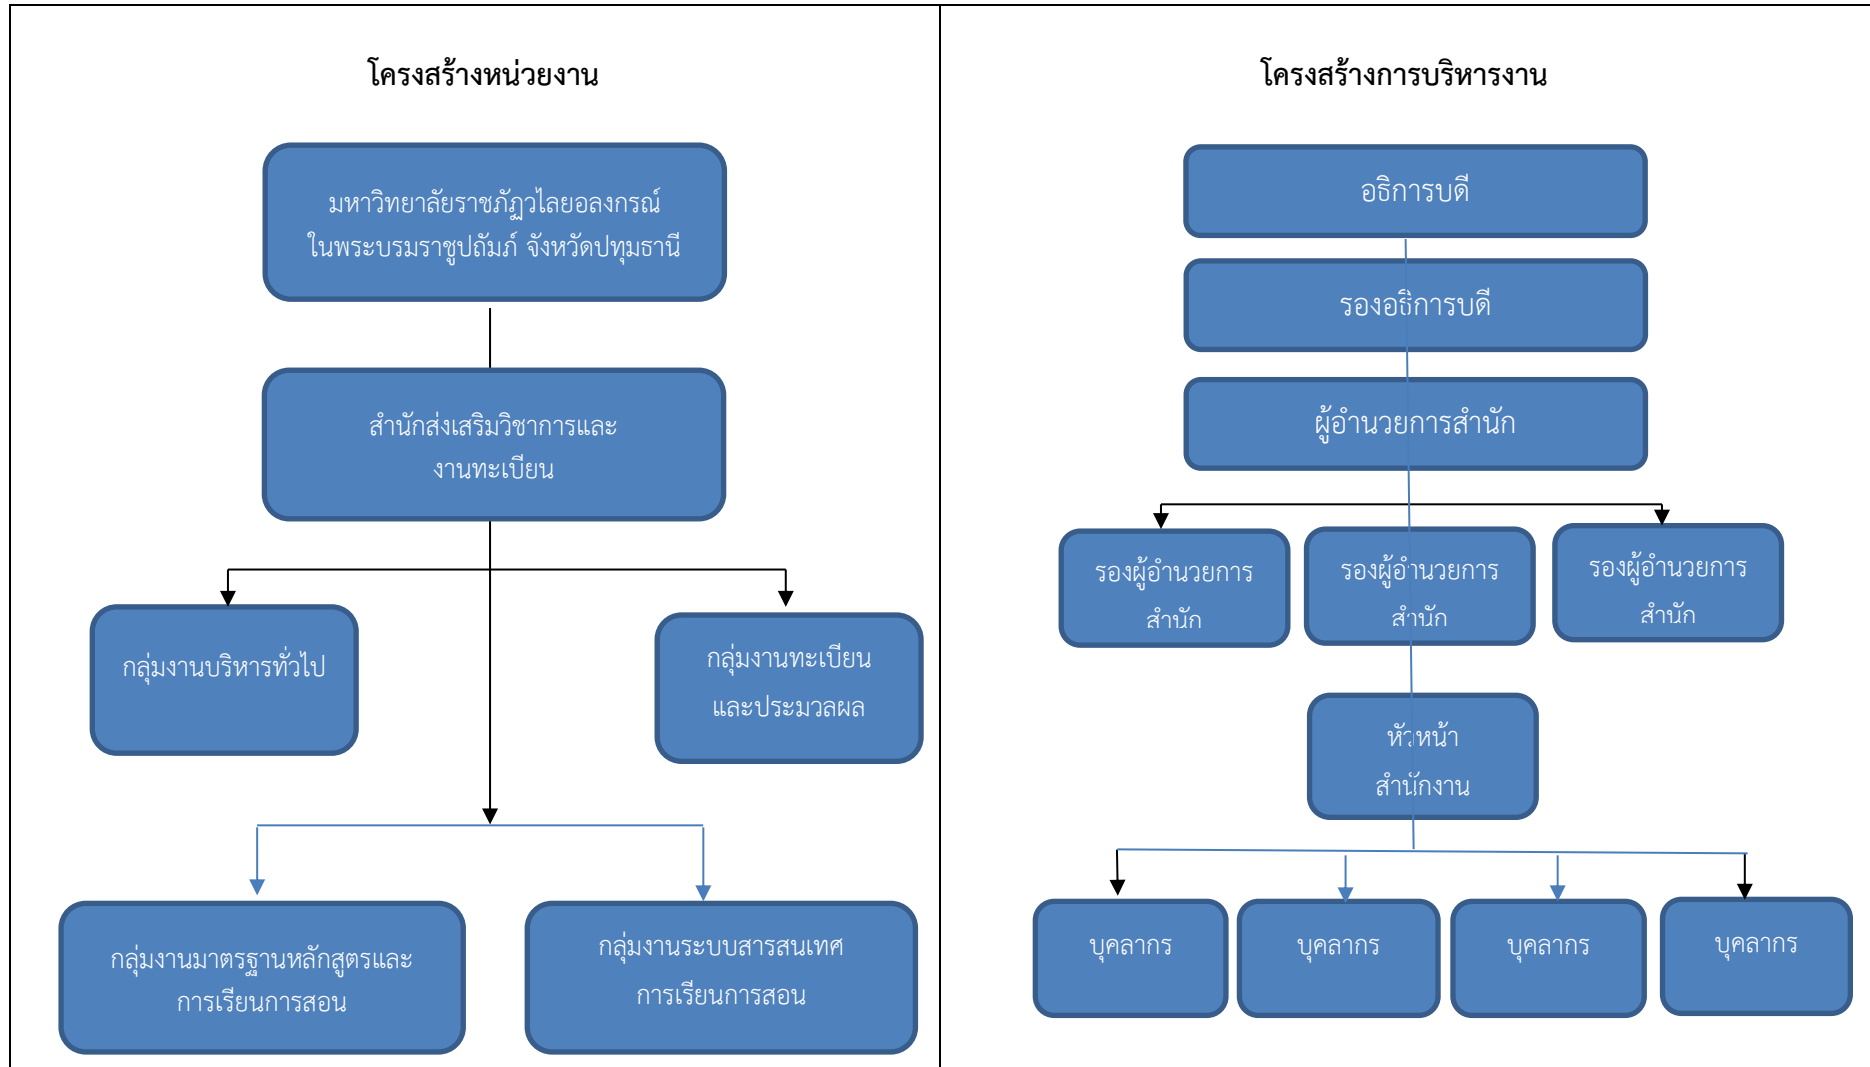 โครงสร้างหน่วยงาน
มหาวิทยาลัยราชภัฏวไลยอลงกรณ์
ในพระบรมราชูปถัมภ์ จังหวัดปทุมธานี
สำนักส่งเสริมวิชาการและ
งานทะเบียน
กลุ่มงานบริหารทั่วไป
กลุ่มงานทะเบียน
และประมวลผล
กลุ่มงานมาตรฐานหลักสูตรและ
การเรียนการสอน
กลุ่มงานระบบสารสนเทศ
การเรียนการสอน
โครงสร้างการบริหารงาน
อธิการบดี
รองอธิการบดี
ผู้อำนวยการสำนัก
รองผู้อำนวยการ
สำนัก
รองผู้อำนวยการ
สำนัก
รองผู้อำนวยการ
สำนัก
หัวหน้า
สำนักงาน
บุคลากร
บุคลากร
บุคลากร
บุคลากร